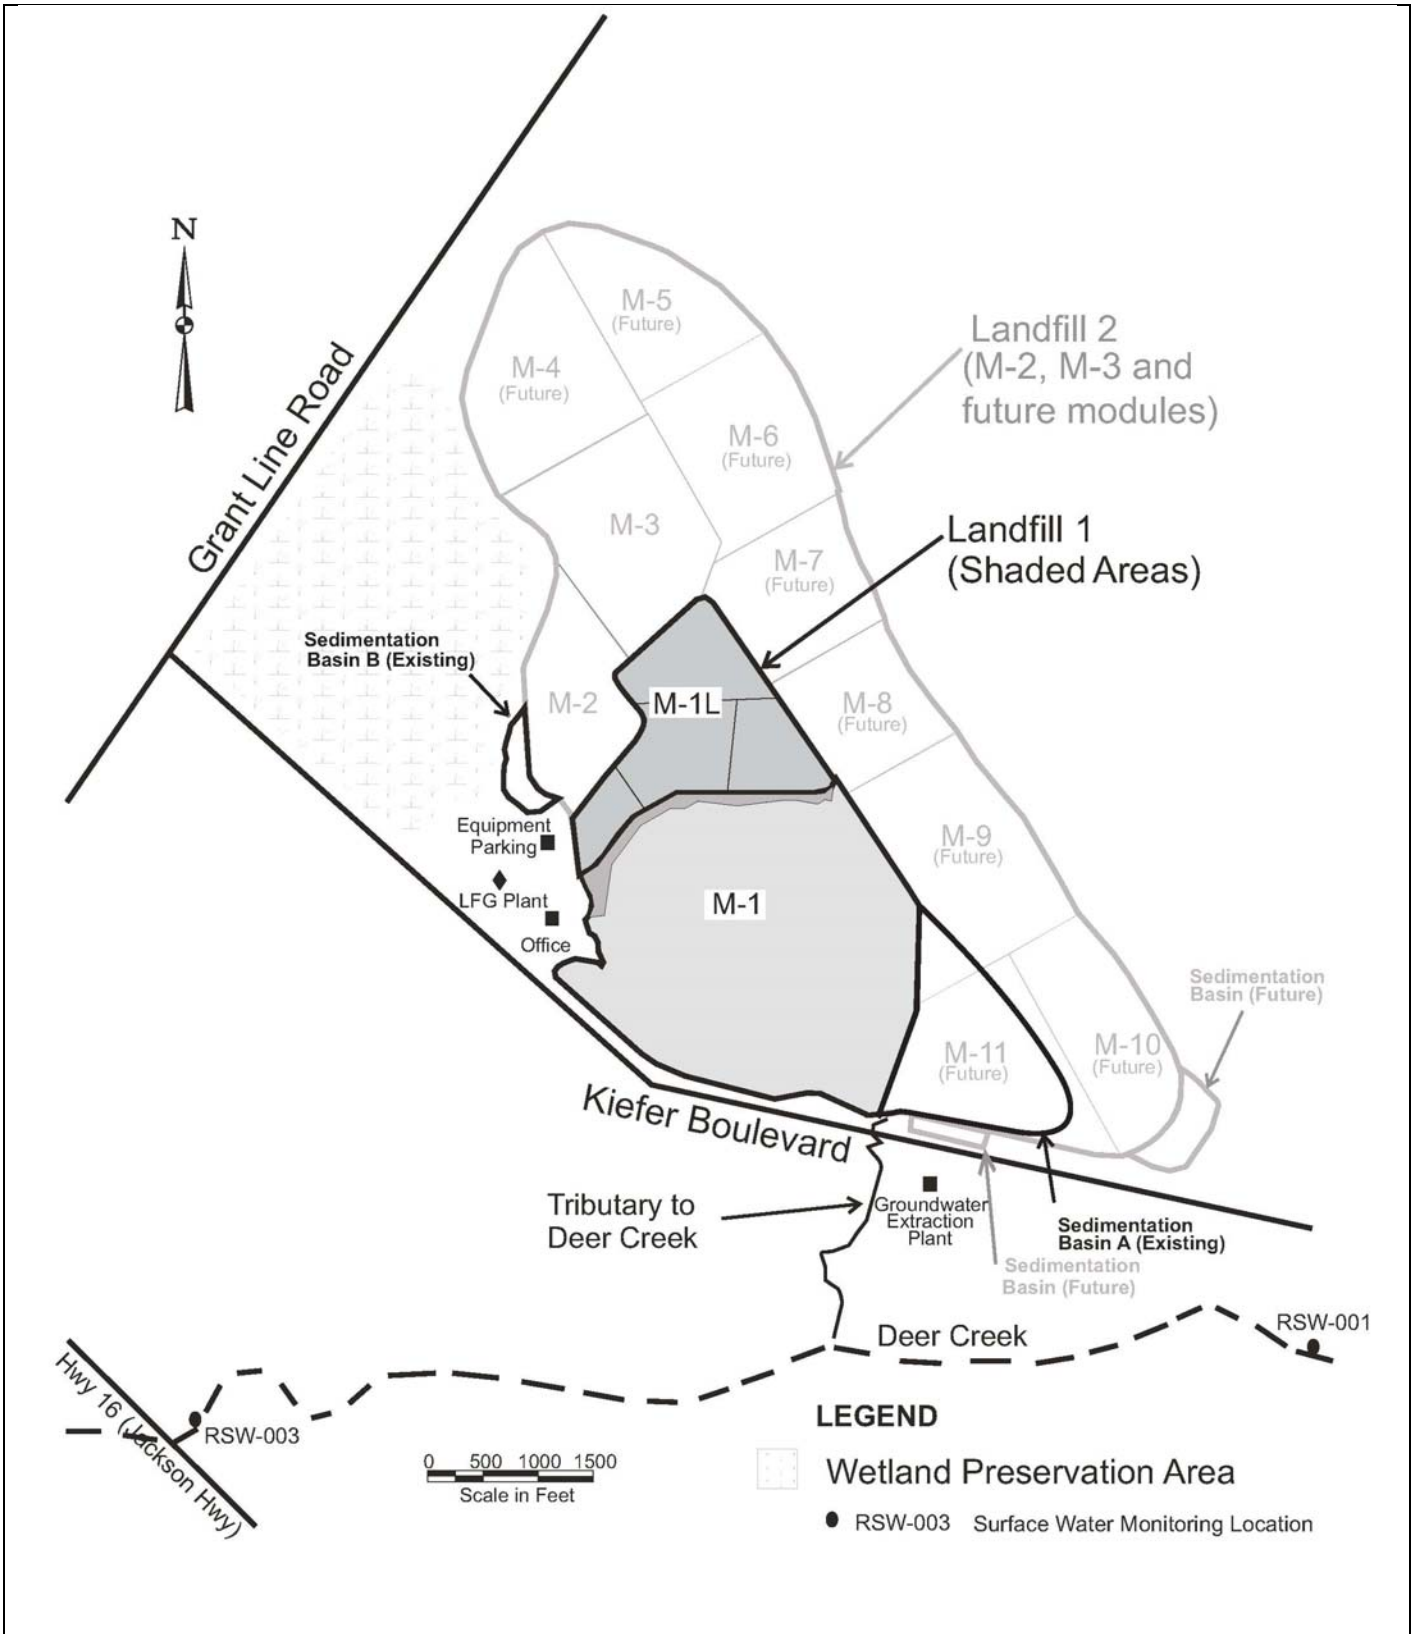 N
Grant Line Road
M-5
(Future)
M-4
(Future)
Landfill 2
(M-2, M-3 and
future modules)
M-6
(Future)
M-3
Landfill 1
(Shaded Areas)
M-7
(Future)
Sedimentation
Basin B (Existing)
M-2
M-1L
M-8
(Future)
Equipment
Parking
M-9
(Future)
LFG Plant
M-1
Office
Sedimentation
Basin (Future)
M-11
(Future)
M-10
(Future)
Kiefer Boulevard
Tributary to
Deer Creek
Groundwater
Extraction
Plant
Sedimentation
Basin A (Existing)
Sedimentation
Basin (Future)
RSW-001
Deer Creek
Hwy 16 (Jackson Hwy)
RSW-003
0 500 1000 1500
Scale in Feet
LEGEND
Wetland Preservation Area
RSW-003 Surface Water Monitoring Location